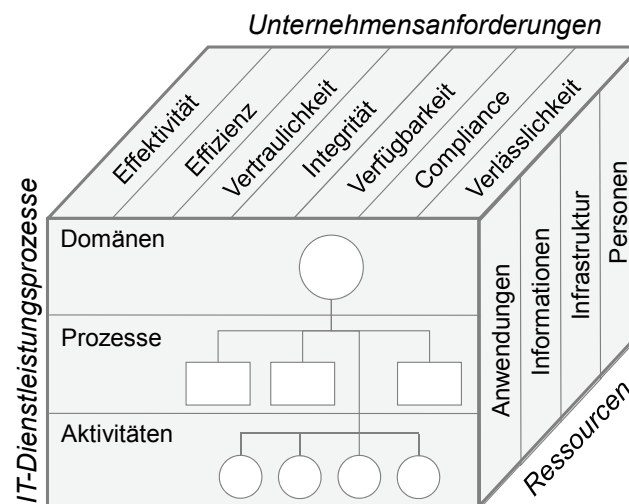 Unternehmensanforderungen
Effektivität
Effizienz
Vertraulichkeit
Integrität
Verfügbarkeit
Compliance
Verlässlichkeit
IT-Dienstleistungsprozesse
Domänen
Prozesse
Aktivitäten
Anwendungen
Informationen
Infrastruktur
Personen
Ressourcen